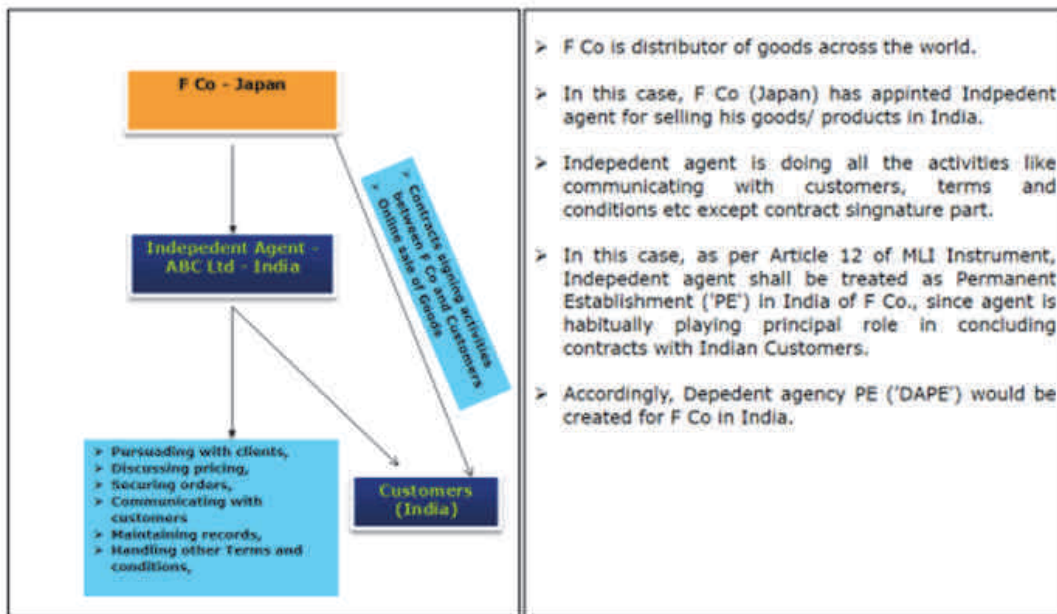 F Co - Japan
➤ Contracts signing activities
between F Co and Customers
➤ Online sale of Goods
Indepedent Agent -
ABC Ltd - India
➤ Pursuading with clients,
➤ Discussing pricing,
➤ Securing orders,
➤ Communicating with
customers
➤ Maintaining records,
➤ Handling other Terms and
conditions,
Customers
(India)
➤ F Co is distributor of goods across the world.
➤ In this case, F Co (Japan) has appinted Indpedent
agent for selling his goods/ products in India.
➤ Indepedent agent is doing all the activities like
communicating with customers, terms and
conditions etc except contract singnature part.
➤ In this case, as per Article 12 of MLI Instrument,
Indepedent agent shall be treated as Permanent
Establishment ('PE') in India of F Co., since agent is
habitually playing principal role in concluding
contracts with Indian Customers.
➤ Accordingly, Depedent agency PE ('DAPE') would be
created for F Co in India.